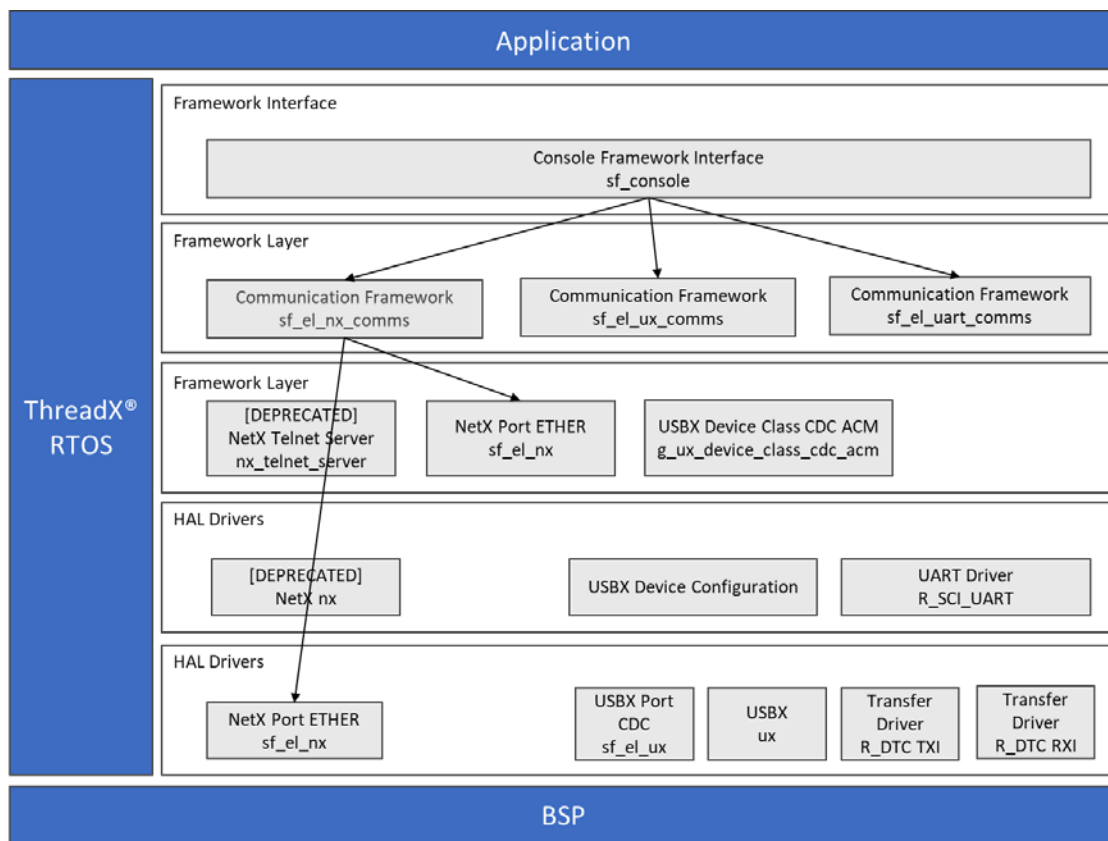 Application
ThreadX®
RTOS
Framework Interface
Console Framework Interface
sf_console
Framework Layer
Communication Framework
sf_el_nx_comms
Communication Framework
sf_el_ux_comms
Communication Framework
sf_el_uart_comms
Framework Layer
[DEPRECATED]
NetX Telnet Server
nx_telnet_server
NetX Port ETHER
sf_el_nx
USBX Device Class CDC ACM
g_ux_device_class_cdc_acm
HAL Drivers
[DEPRECATED]
NetX nx
USBX Device Configuration
UART Driver
R_SCI_UART
HAL Drivers
NetX Port ETHER
sf_el_nx
USBX Port
CDC
sf_el_ux
USBX
ux
Transfer
Driver
R_DTC TXI
Transfer
Driver
R_DTC RXI
BSP